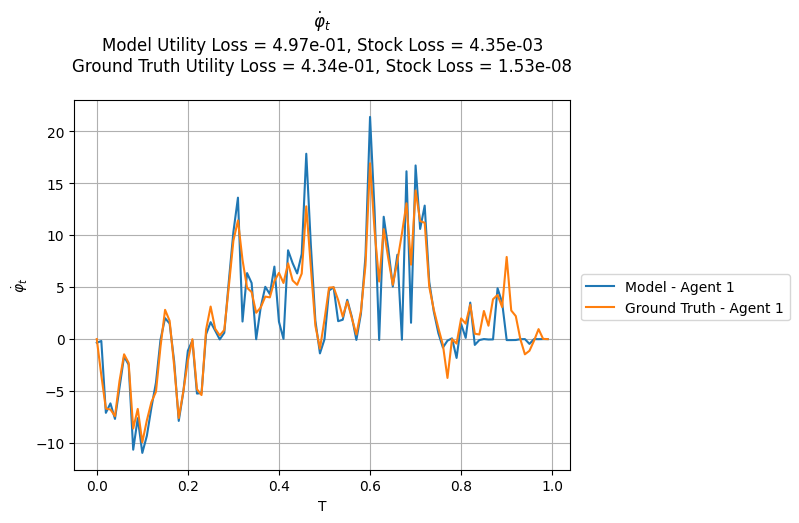 φ̇ₜ
Model Utility Loss = 4.97e-01, Stock Loss = 4.35e-03
Ground Truth Utility Loss = 4.34e-01, Stock Loss = 1.53e-08
φ̇ₜ
20
15
10
5
0
−5
−10
0.0 0.2 0.4 0.6 0.8 1.0
T
Model - Agent 1
Ground Truth - Agent 1